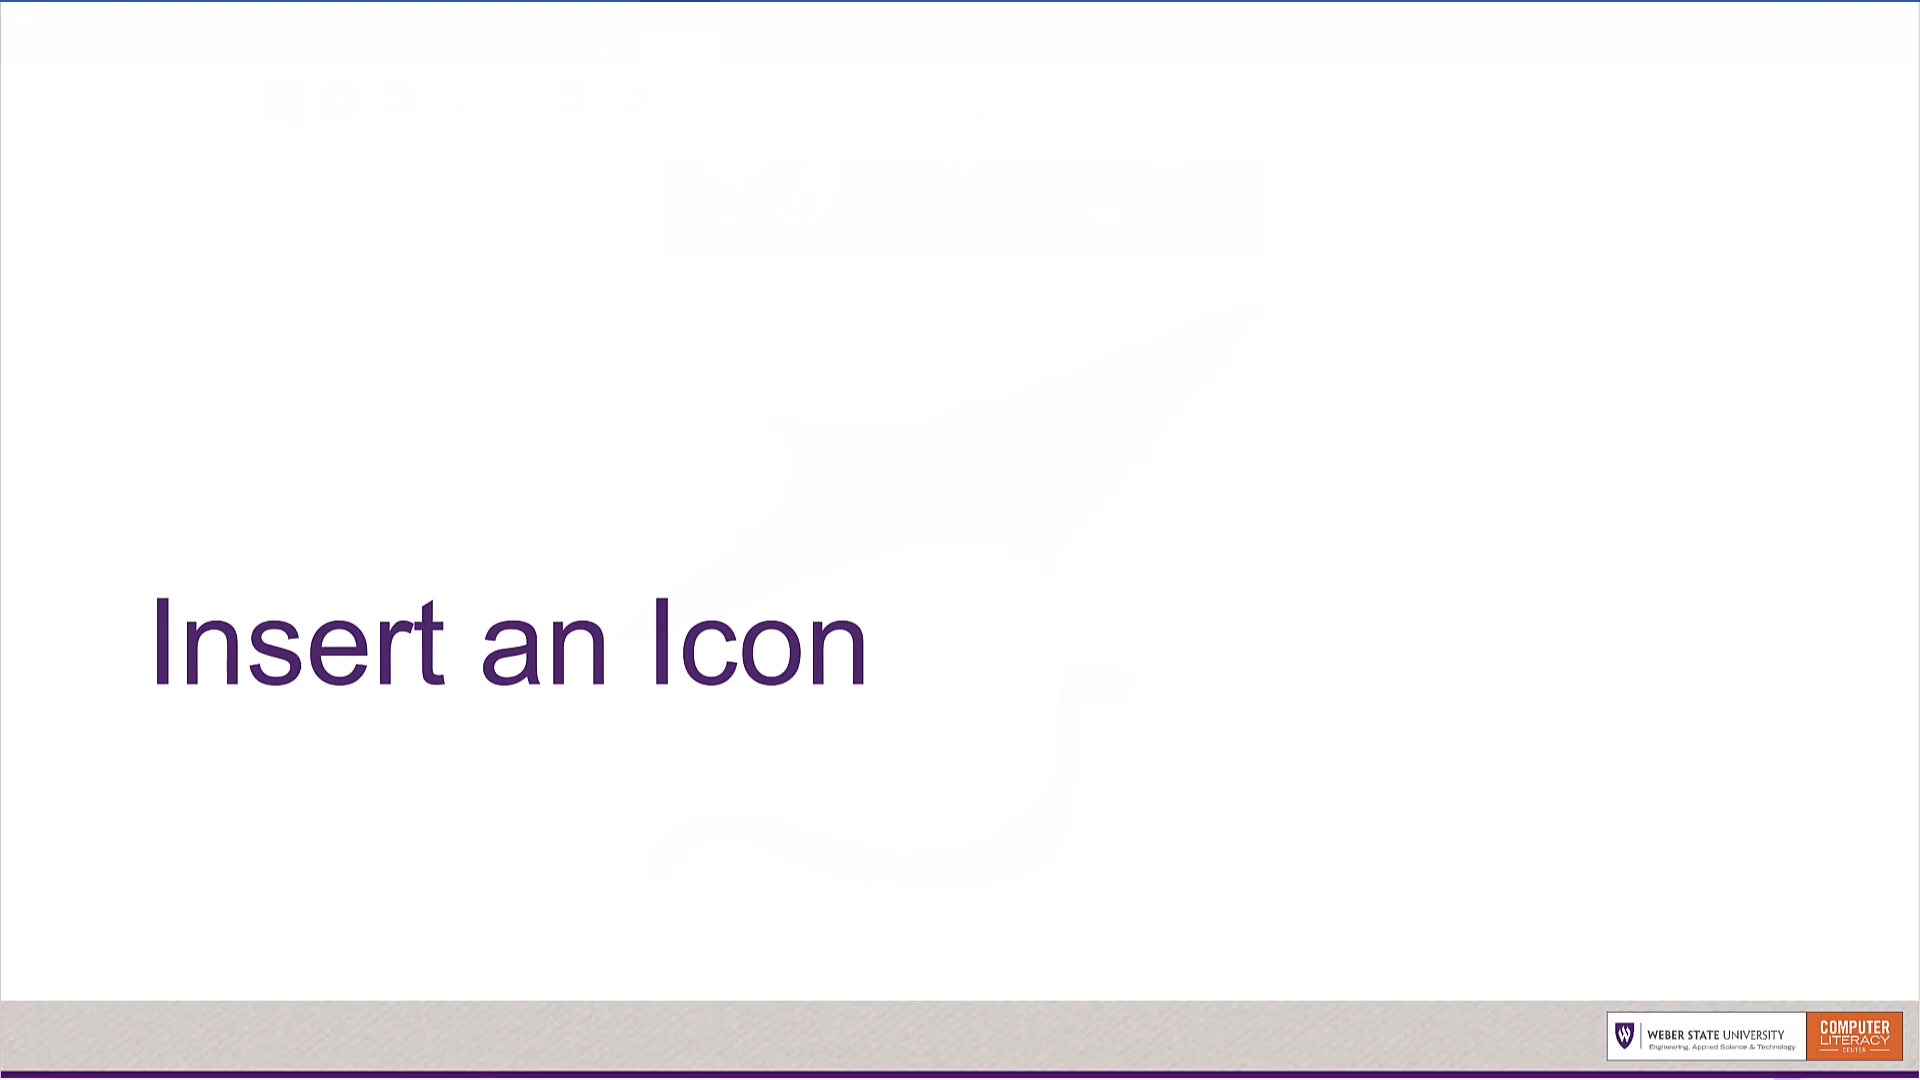 Insert an Icon
WEBER STATE UNIVERSITY
Engineering, Applied Science & Technology
COMPUTER
LITERACY
CENTER